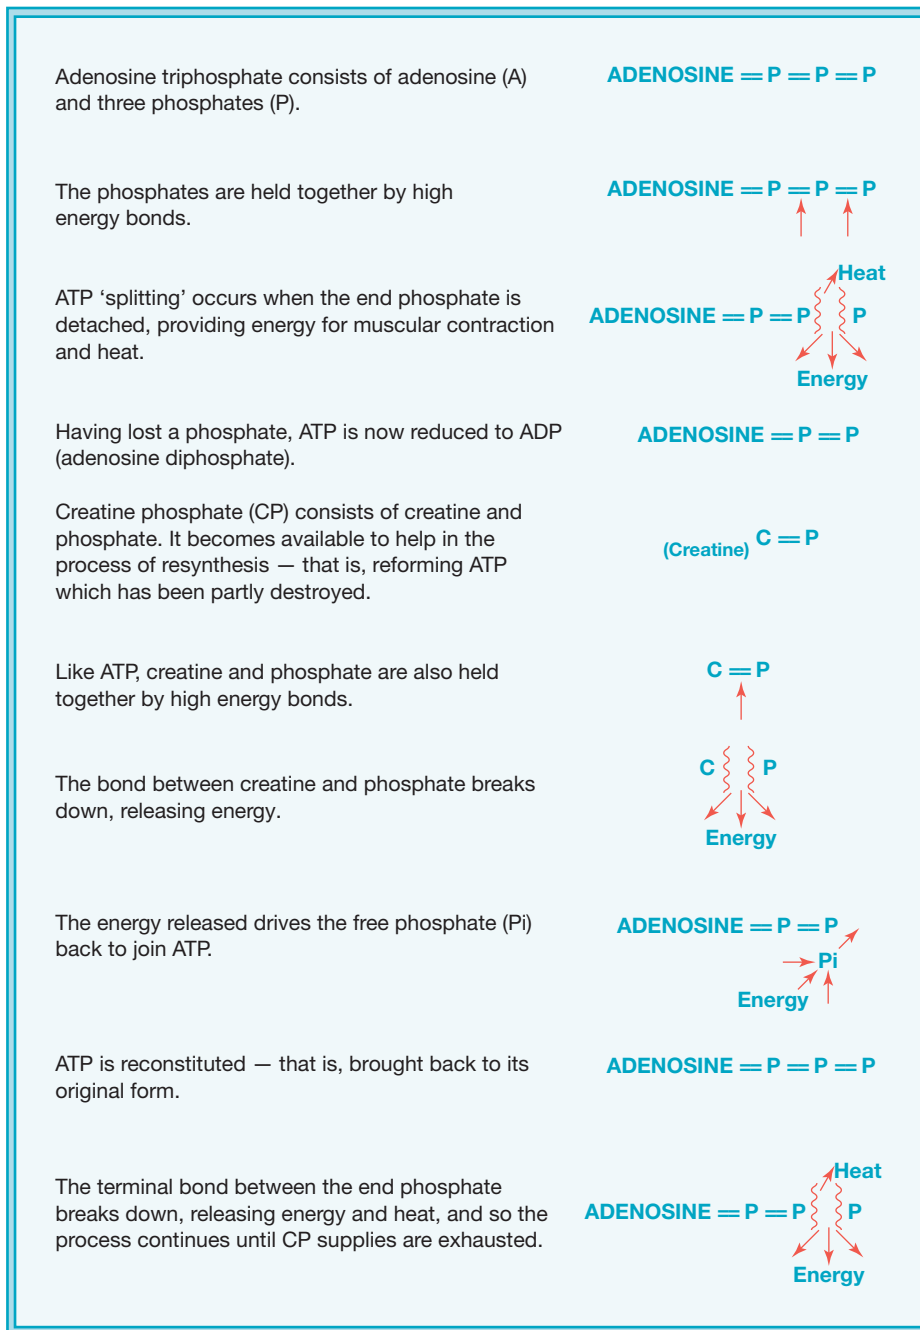 Adenosine triphosphate consists of adenosine (A)
and three phosphates (P).
ADENOSINE == P == P == P
The phosphates are held together by high
energy bonds.
ADENOSINE == P == P == P
ATP ‘splitting’ occurs when the end phosphate is
detached, providing energy for muscular contraction
and heat.
Heat
ADENOSINE == P == P P
Energy
Having lost a phosphate, ATP is now reduced to ADP
(adenosine diphosphate).
ADENOSINE == P == P
Creatine phosphate (CP) consists of creatine and
phosphate. It becomes available to help in the
process of resynthesis — that is, reforming ATP
which has been partly destroyed.
(Creatine) C == P
Like ATP, creatine and phosphate are also held
together by high energy bonds.
C == P
The bond between creatine and phosphate breaks
down, releasing energy.
C P
Energy
The energy released drives the free phosphate (Pi)
back to join ATP.
ADENOSINE == P == P
Pi
Energy
ATP is reconstituted — that is, brought back to its
original form.
ADENOSINE == P == P == P
The terminal bond between the end phosphate
breaks down, releasing energy and heat, and so the
process continues until CP supplies are exhausted.
Heat
ADENOSINE == P == P P
Energy